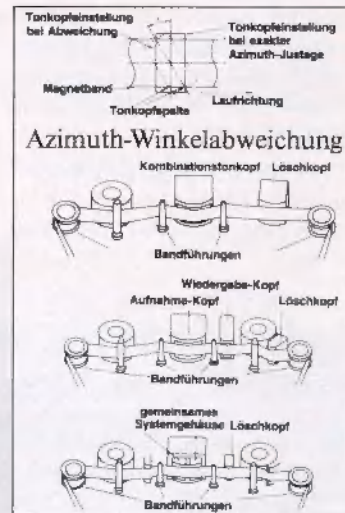 Tonkopfeinstellung
bei Abweichung
Tonkopfeinstellung
bei exakter
Azimuth-Justage
Magnetband
Laufrichtung
Tonkopfspalte
Azimuth-Winkelabweichung
Kombinationstonkopf Löschkopf
Bandführungen
Wiedergabe-Kopf
Aufnahme-Kopf
Löschkopf
Bandführungen
gemeinsames
Systemgehäuse Löschkopf
Bandführungen